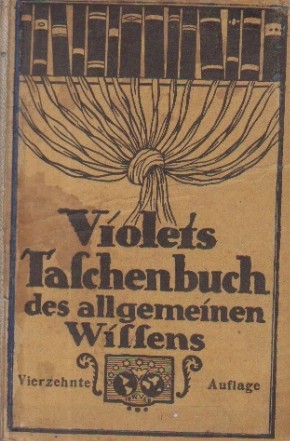 Violets
Taſchenbuch
des allgemeinen
Wiſſens
Vierzehnte Auflage